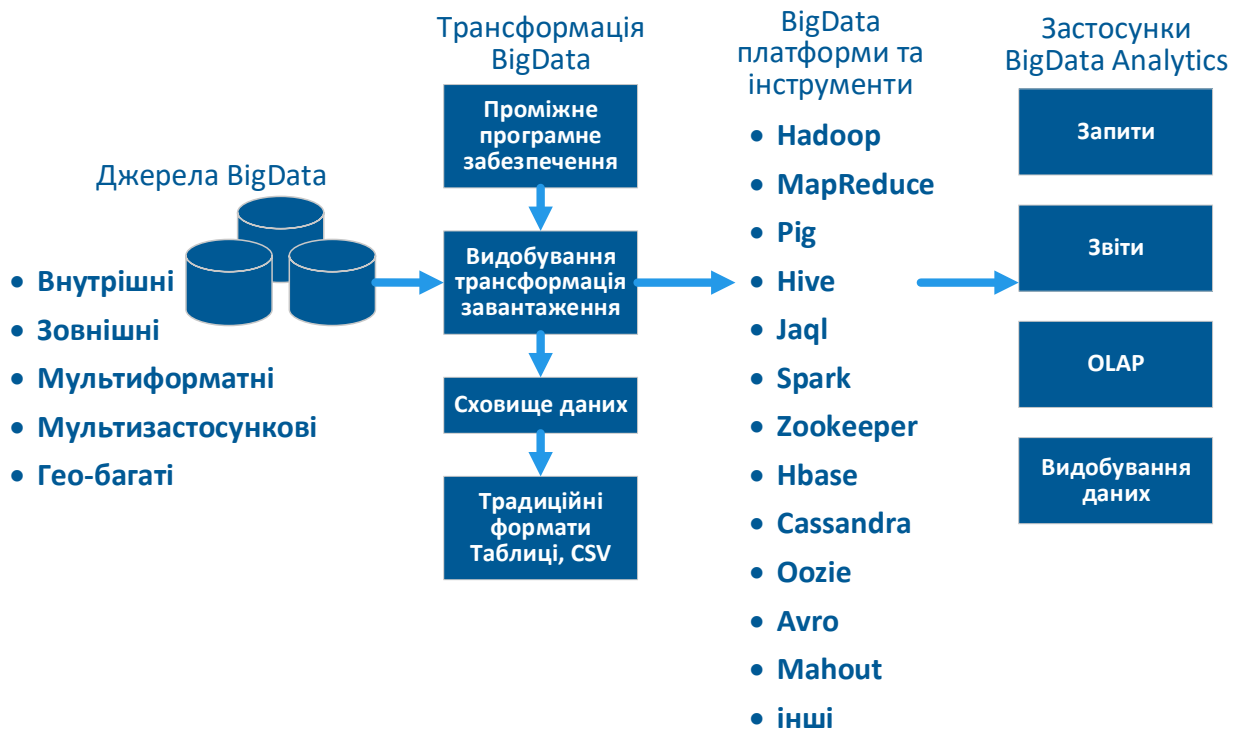 Джерела BigData
Внутрішні
Зовнішні
Мультиформатні
Мультизастосункові
Гео-багаті
Трансформація
BigData
Проміжне
програмне
забезпечення
Видобування
трансформація
завантаження
Сховище даних
Традиційні
формати
Таблиці, CSV
BigData
платформи та
інструменти
Hadoop
MapReduce
Pig
Hive
Jaql
Spark
Zookeeper
Hbase
Cassandra
Oozie
Avro
Mahout
інші
Застосунки
BigData Analytics
Запити
Звіти
OLAP
Видобування
даних